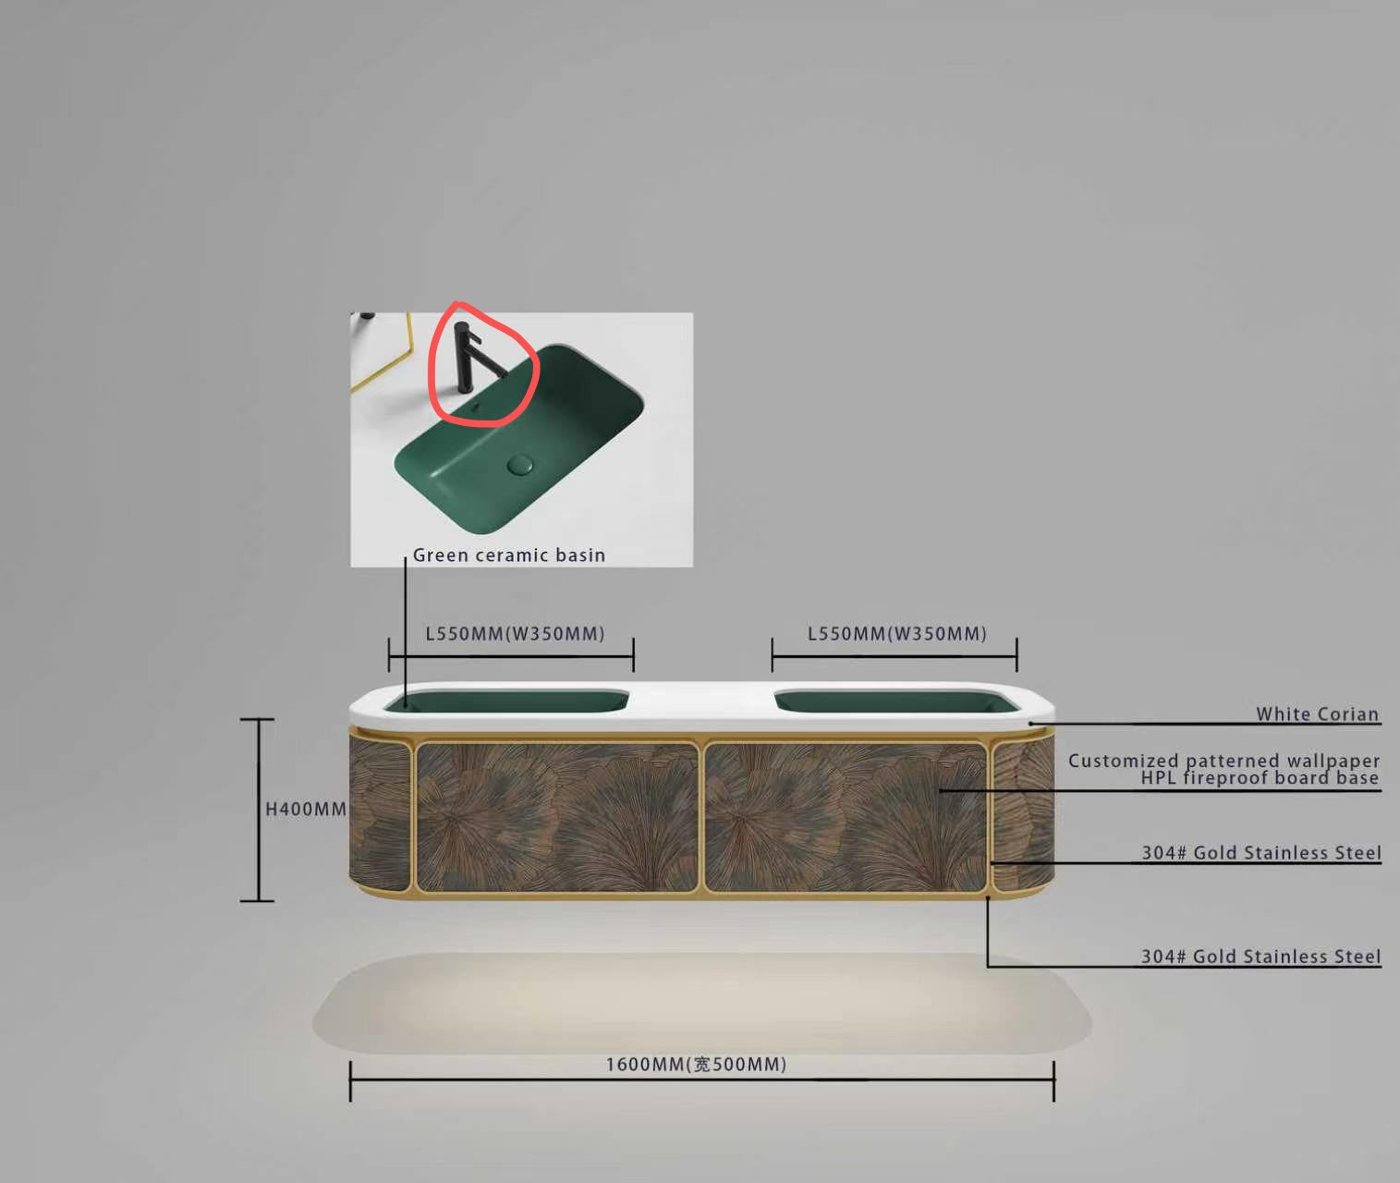 Green ceramic basin
L550MM(W350MM)
L550MM(W350MM)
White Corian
Customized patterned wallpaper
HPL fireproof board base
H400MM
304# Gold Stainless Steel
304# Gold Stainless Steel
1600MM(宽500MM)